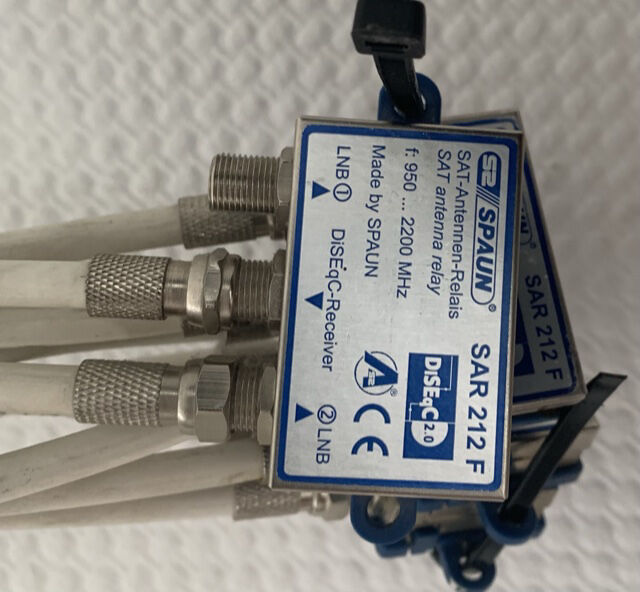 SPAUN®
SAT-Antennen-Relais
SAT antenna relay
f: 950 ... 2200 MHz
Made by SPAUN
SAR 212 F
DiSEqC 2.0
A ® CE
LNB ① DiSEqC-Receiver ② LNB
SAR 212 F